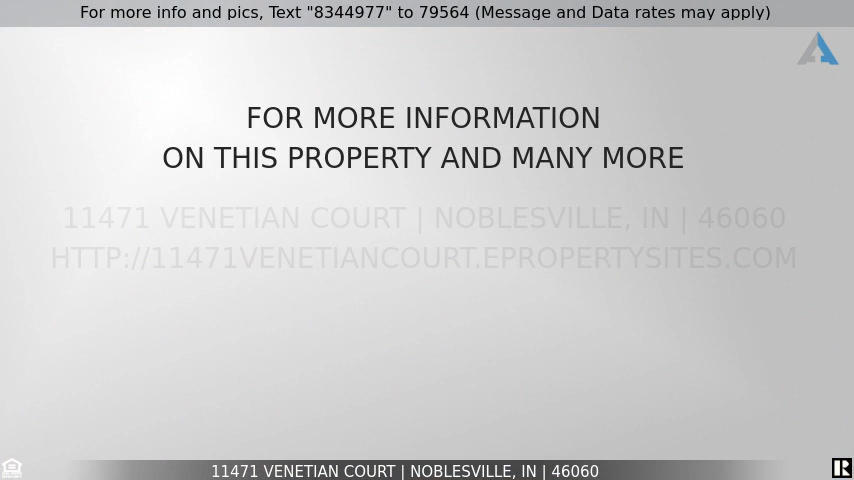 For more info and pics, Text "8344977" to 79564 (Message and Data rates may apply)
FOR MORE INFORMATION
ON THIS PROPERTY AND MANY MORE
11471 VENETIAN COURT | NOBLESVILLE, IN | 46060
HTTP://11471VENETIANCOURT.EPROPERTYSITES.COM
11471 VENETIAN COURT | NOBLESVILLE, IN | 46060